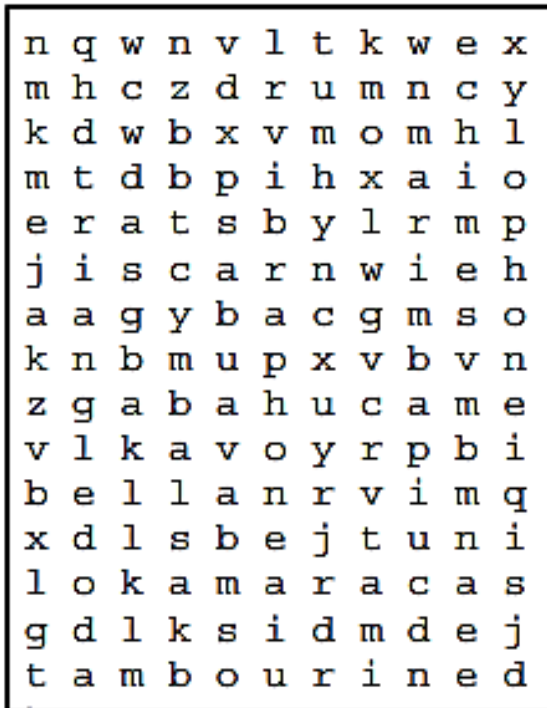 n q w n v l t k w e x
m h c z d r u m n c y
k d w b x v m o m h l
m t d b p i h x a i o
e r a t s b y l r m p
j i s c a r n w i e h
a a g y b a c g m s o
k n b m u p x v b v n
z g a b a h u c a m e
v l k a v o y r p b i
b e l l a n r v i m q
x d l s b e j t u n i
l o k a m a r a c a s
g d l k s i d m d e j
t a m b o u r i n e d